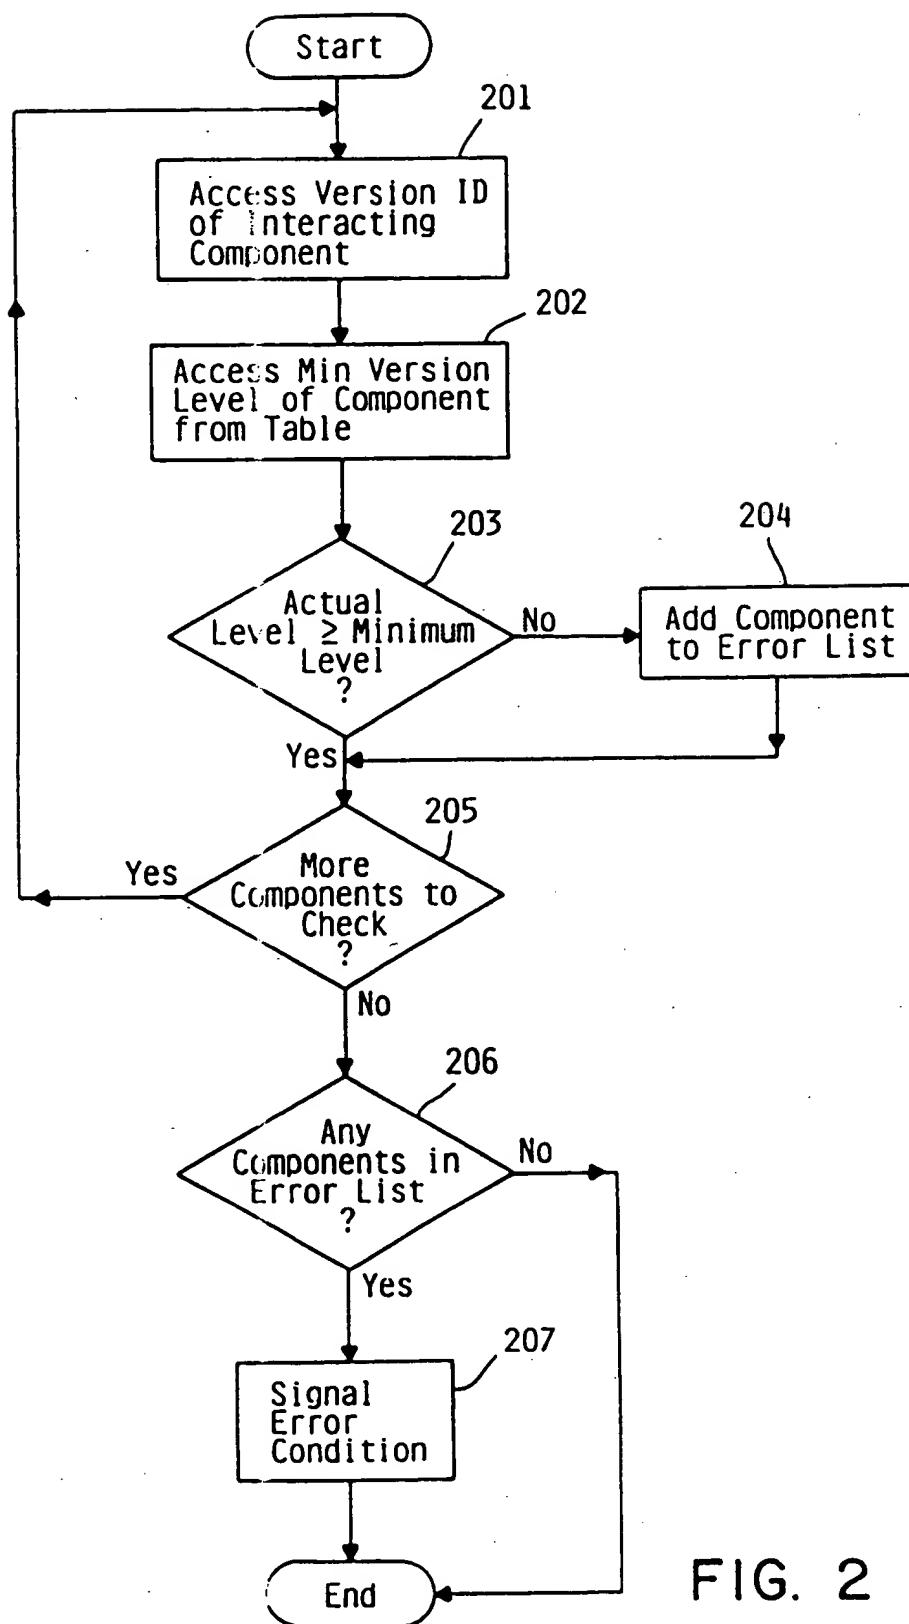 Start
201
Access Version ID
of Interacting
Component
202
Access Min Version
Level of Component
from Table
203
Actual
Level ≥ Minimum
Level
?
No
204
Add Component
to Error List
Yes
205
More
Components to
Check
?
Yes
No
206
Any
Components in
Error List
?
No
Yes
207
Signal
Error
Condition
End
FIG. 2